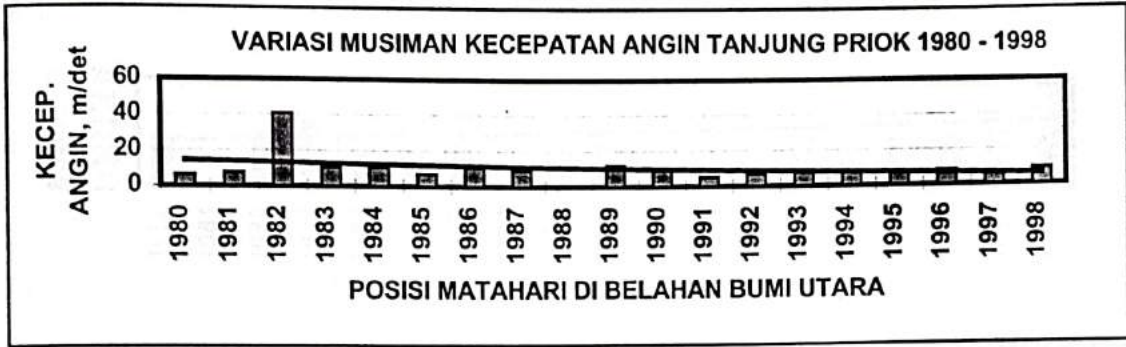 VARIASI MUSIMAN KECEPATAN ANGIN TANJUNG PRIOK 1980 - 1998
KECEP.
ANGIN, m/det
60
40
20
0
1980 1981 1982 1983 1984 1985 1986 1987 1988 1989 1990 1991 1992 1993 1994 1995 1996 1997 1998
POSISI MATAHARI DI BELAHAN BUMI UTARA